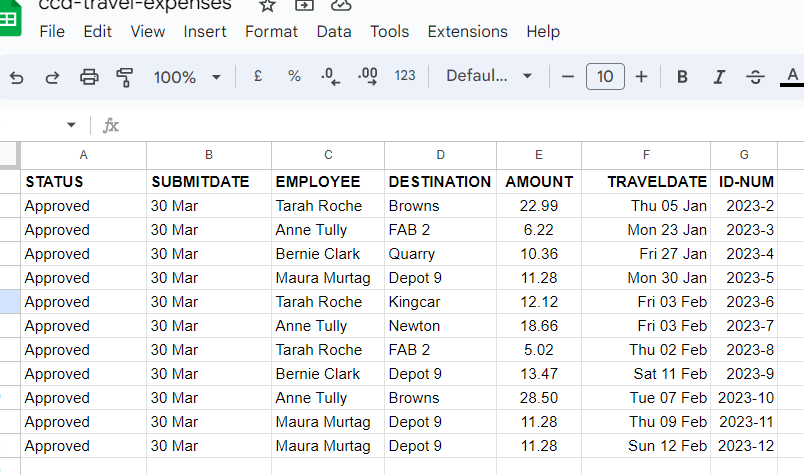 ccd-travel-expenses
File Edit View Insert Format Data Tools Extensions Help
100% £ % .0 .00 123 Defaul... 10 B I S A
fx
A B C D E F G
STATUS SUBMITDATE EMPLOYEE DESTINATION AMOUNT TRAVELDATE ID-NUM
Approved 30 Mar Tarah Roche Browns 22.99 Thu 05 Jan 2023-2
Approved 30 Mar Anne Tully FAB 2 6.22 Mon 23 Jan 2023-3
Approved 30 Mar Bernie Clark Quarry 10.36 Fri 27 Jan 2023-4
Approved 30 Mar Maura Murtag Depot 9 11.28 Mon 30 Jan 2023-5
Approved 30 Mar Tarah Roche Kingcar 12.12 Fri 03 Feb 2023-6
Approved 30 Mar Anne Tully Newton 18.66 Fri 03 Feb 2023-7
Approved 30 Mar Tarah Roche FAB 2 5.02 Thu 02 Feb 2023-8
Approved 30 Mar Bernie Clark Depot 9 13.47 Sat 11 Feb 2023-9
Approved 30 Mar Anne Tully Browns 28.50 Tue 07 Feb 2023-10
Approved 30 Mar Maura Murtag Depot 9 11.28 Thu 09 Feb 2023-11
Approved 30 Mar Maura Murtag Depot 9 11.28 Sun 12 Feb 2023-12